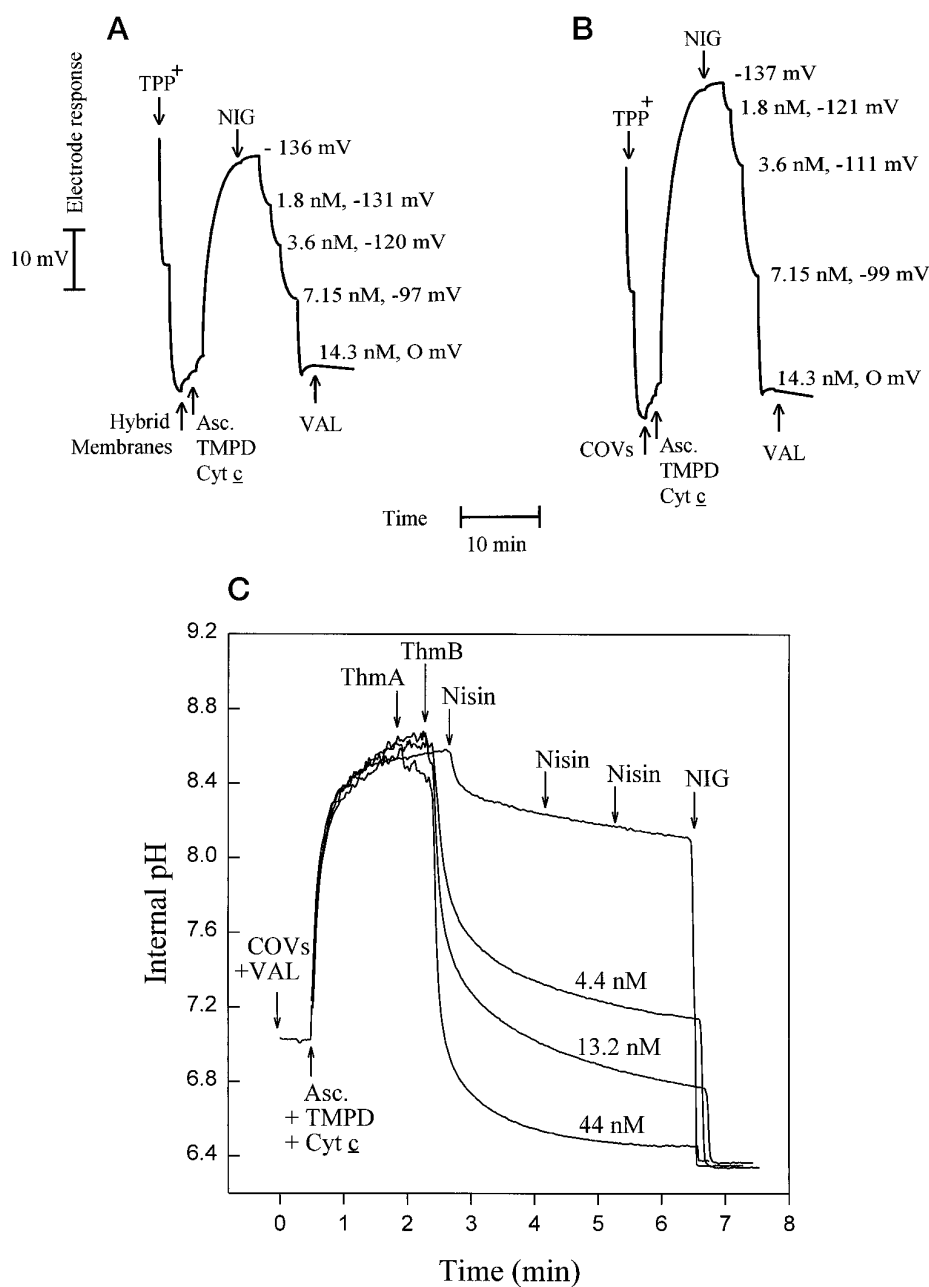 A
Electrode response
10 mV
TPP+
NIG
- 136 mV
1.8 nM, -131 mV
3.6 nM, -120 mV
7.15 nM, -97 mV
14.3 nM, O mV
VAL
Hybrid
Membranes
Asc.
TMPD
Cyt c
B
TPP+
NIG
-137 mV
1.8 nM, -121 mV
3.6 nM, -111 mV
7.15 nM, -99 mV
14.3 nM, O mV
VAL
COVs
Asc.
TMPD
Cyt c
Time
10 min
C
Internal pH
9.2
8.8
8.4
8.0
7.6
7.2
6.8
6.4
ThmA
ThmB
Nisin
Nisin
Nisin
NIG
COVs
+VAL
4.4 nM
13.2 nM
44 nM
Asc.
+ TMPD
+ Cyt c
0 1 2 3 4 5 6 7 8
Time (min)